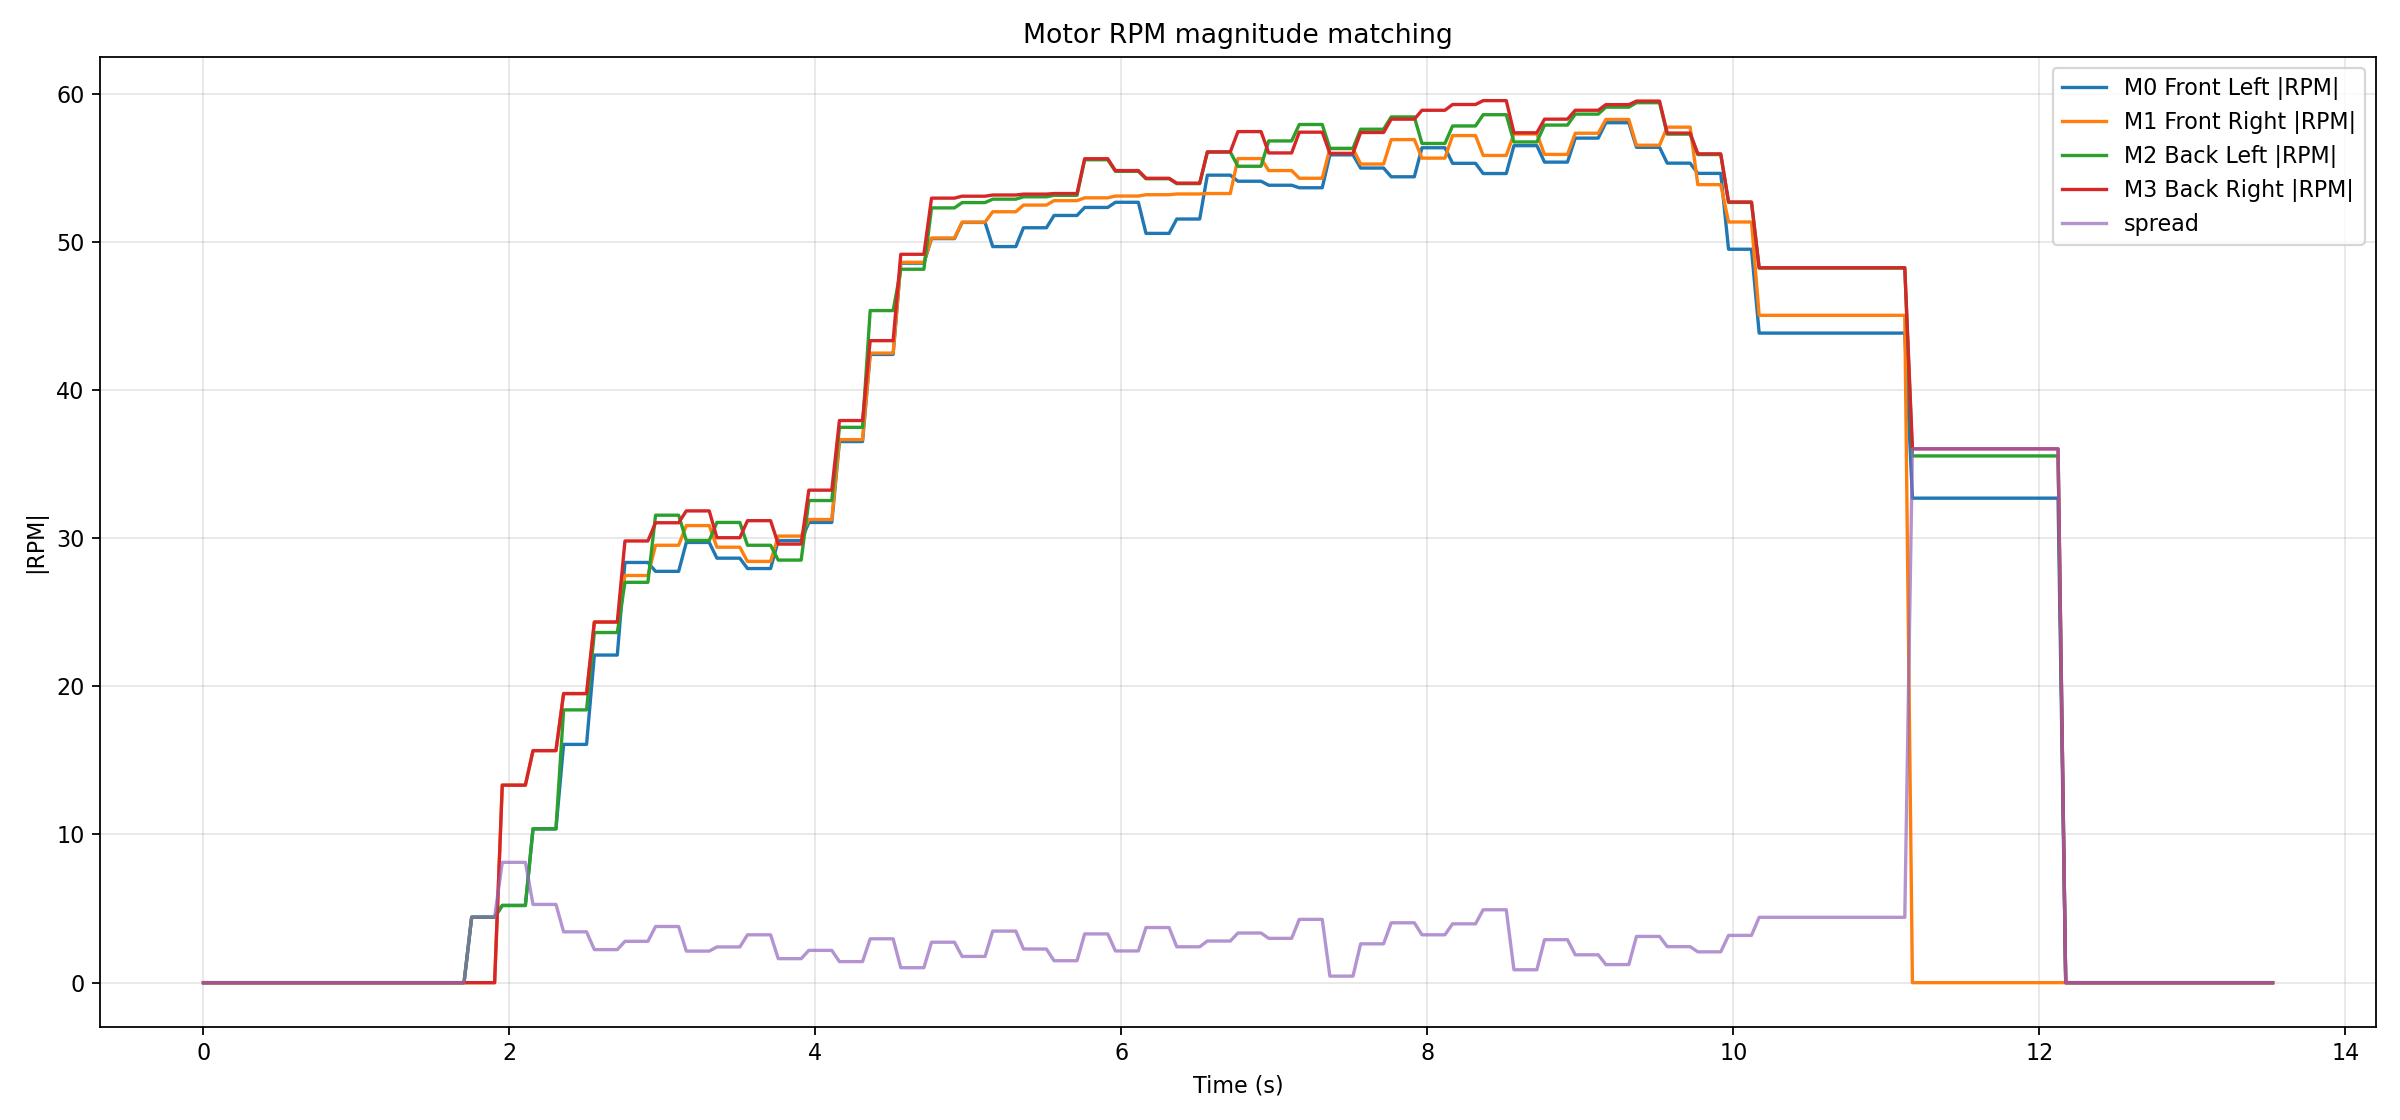 Motor RPM magnitude matching
M0 Front Left |RPM|
M1 Front Right |RPM|
M2 Back Left |RPM|
M3 Back Right |RPM|
spread
|RPM|
60
50
40
30
20
10
0
0 2 4 6 8 10 12 14
Time (s)